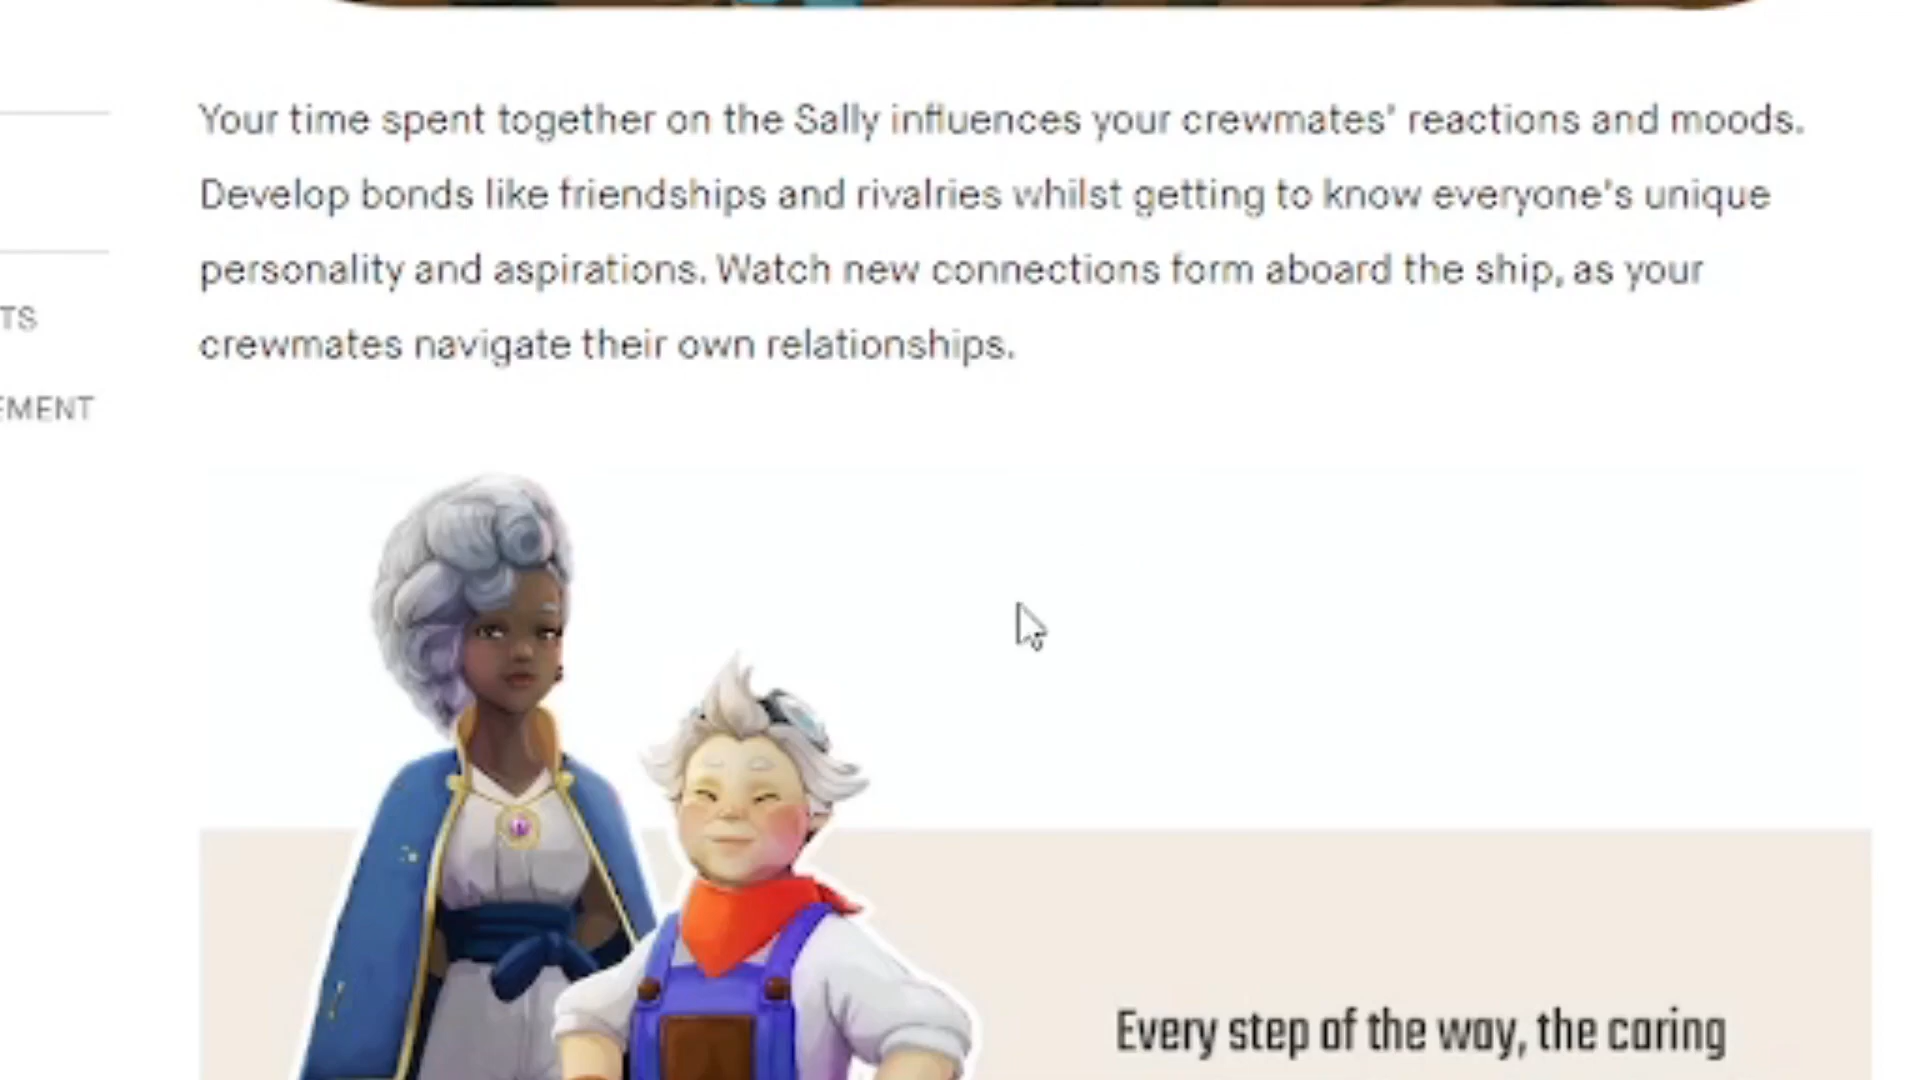 Your time spent together on the Sally influences your crewmates' reactions and moods.
Develop bonds like friendships and rivalries whilst getting to know everyone's unique
personality and aspirations. Watch new connections form aboard the ship, as your
crewmates navigate their own relationships.
TS
EMENT
Every step of the way, the caring